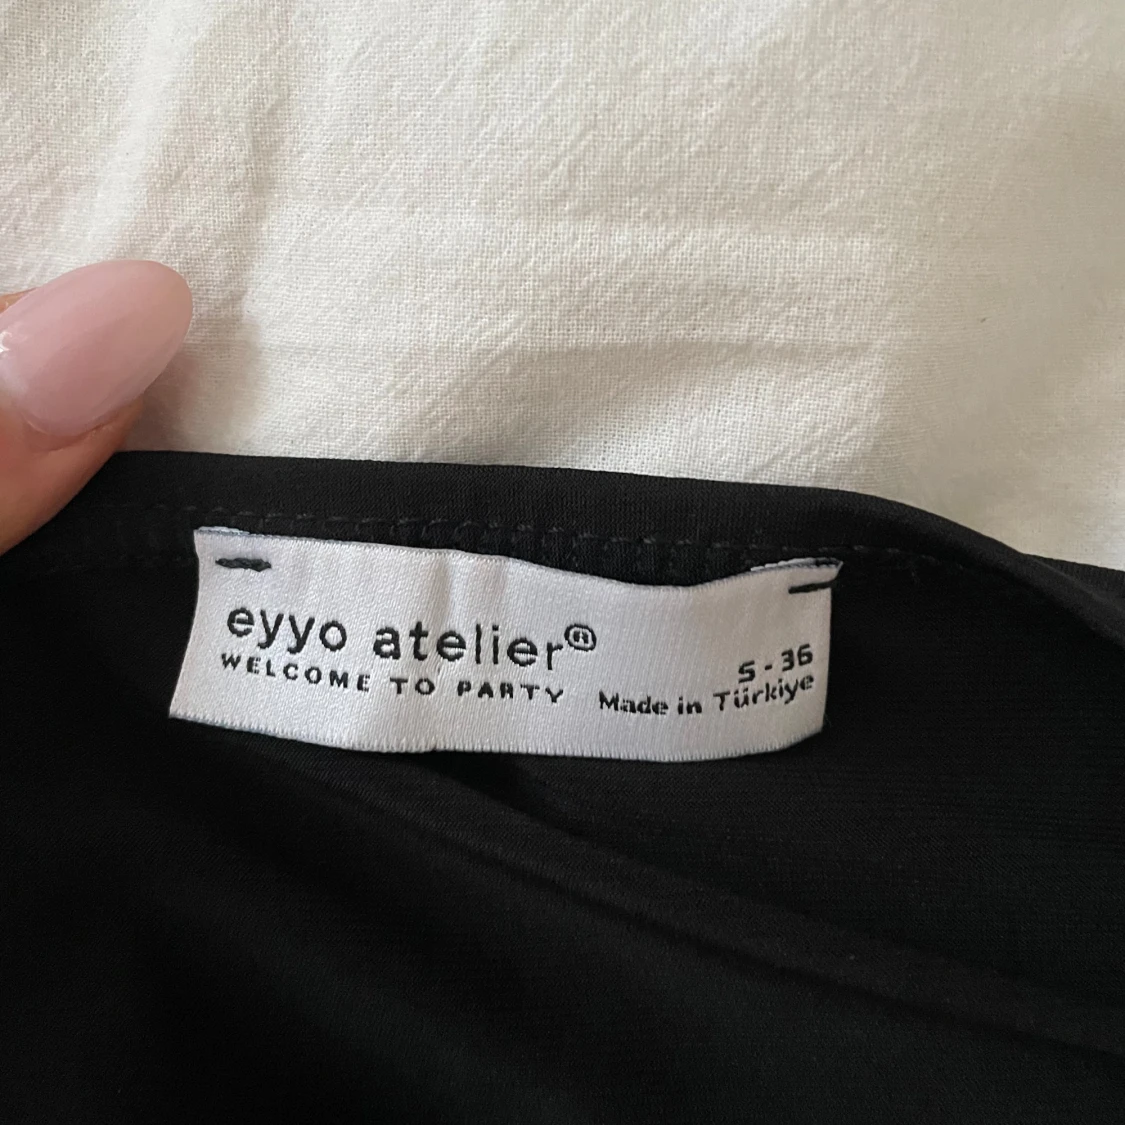 eyyo atelier®
WELCOME TO PARTY
S - 36
Made in Türkiye